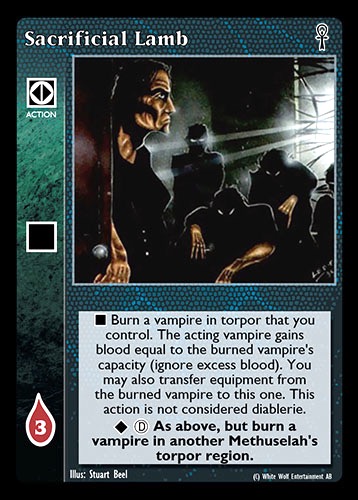 Sacrificial Lamb
ACTION
Burn a vampire in torpor that you
control. The acting vampire gains
blood equal to the burned vampire's
capacity (ignore excess blood). You
may also transfer equipment from
the burned vampire to this one. This
action is not considered diablerie.
Ⓓ As above, but burn a
vampire in another Methuselah's
torpor region.
3
Illus: Stuart Beel
(C) White Wolf Entertainment AB